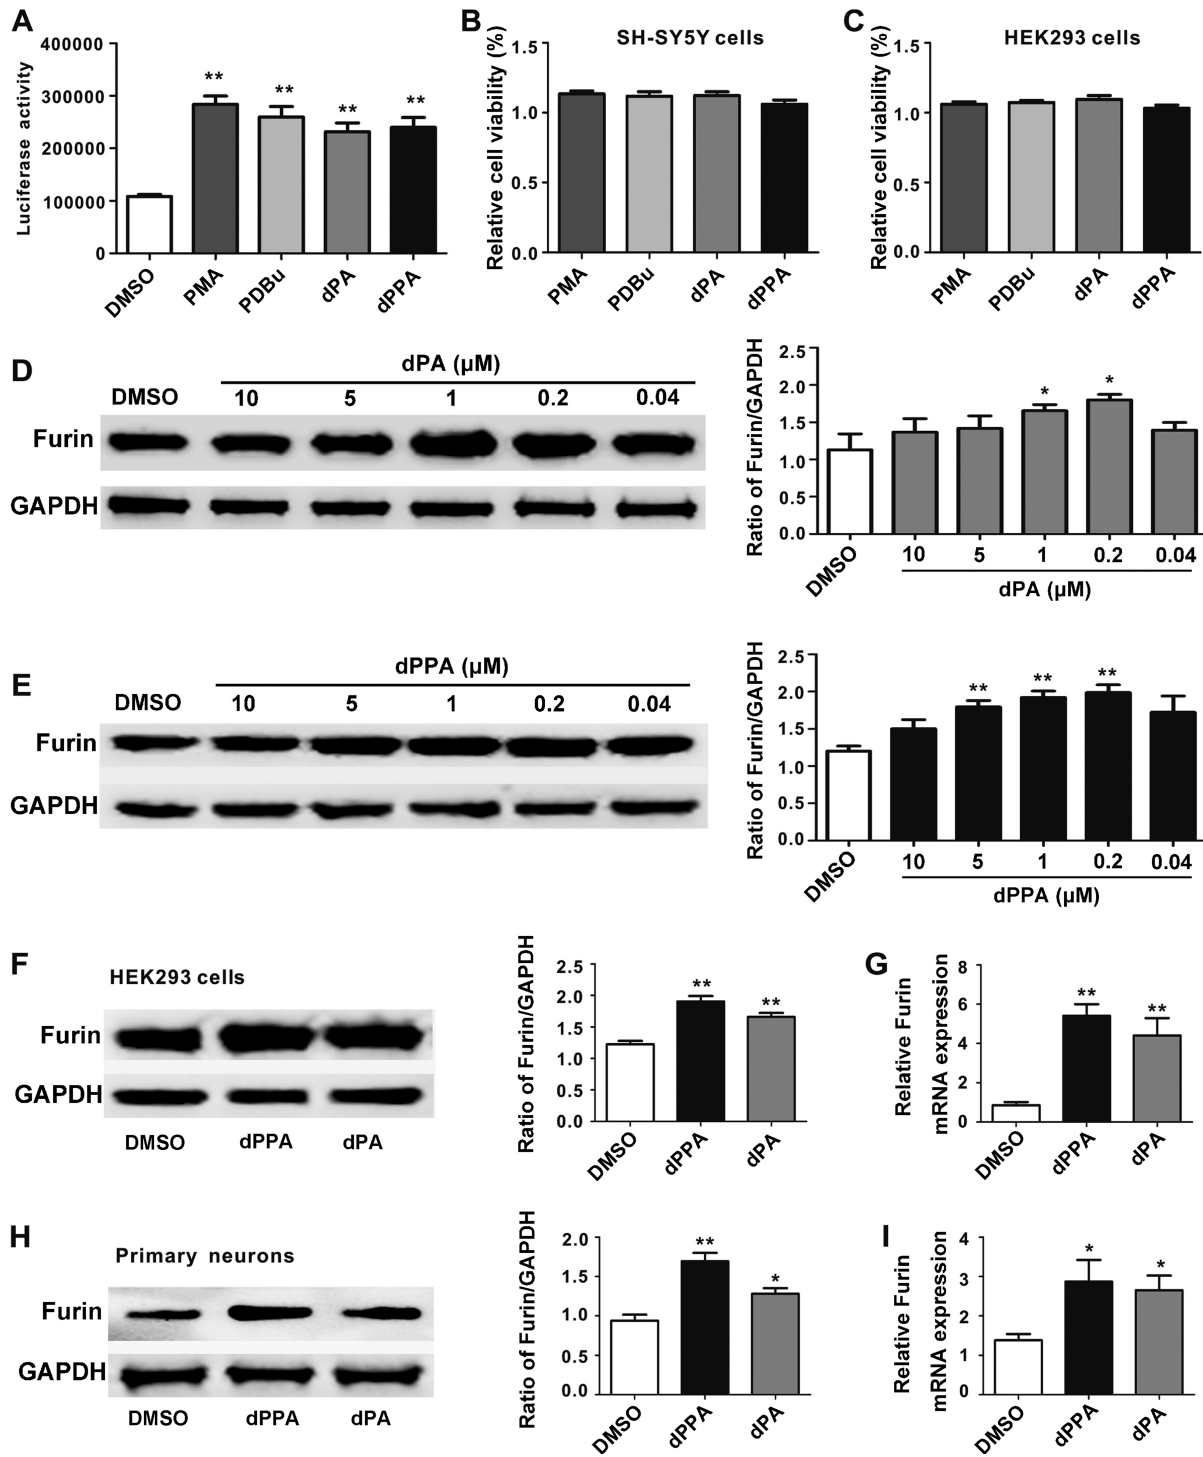 A
Luciferase activity
400000
300000
200000
100000
0
** ** ** **
DMSO PMA PDBu dPA dPPA
B
SH-SY5Y cells
Relative cell viability (%)
1.5
1.0
0.5
0.0
PMA PDBu dPA dPPA
C
HEK293 cells
Relative cell viability (%)
1.5
1.0
0.5
0.0
PMA PDBu dPA dPPA
D
dPA (µM)
DMSO 10 5 1 0.2 0.04
Furin
GAPDH
Ratio of Furin/GAPDH
2.5
2.0
1.5
1.0
0.5
0.0
* *
DMSO 10 5 1 0.2 0.04
dPA (µM)
E
dPPA (µM)
DMSO 10 5 1 0.2 0.04
Furin
GAPDH
Ratio of Furin/GAPDH
2.5
2.0
1.5
1.0
0.5
0.0
** ** **
DMSO 10 5 1 0.2 0.04
dPPA (µM)
F
HEK293 cells
Furin
GAPDH
DMSO dPPA dPA
Ratio of Furin/GAPDH
2.5
2.0
1.5
1.0
0.5
0.0
** **
DMSO dPPA dPA
G
Relative Furin
mRNA expression
8
6
4
2
0
** **
DMSO dPPA dPA
H
Primary neurons
Furin
GAPDH
DMSO dPPA dPA
Ratio of Furin/GAPDH
2.0
1.5
1.0
0.5
0.0
** *
DMSO dPPA dPA
I
Relative Furin
mRNA expression
4
3
2
1
0
* *
DMSO dPPA dPA